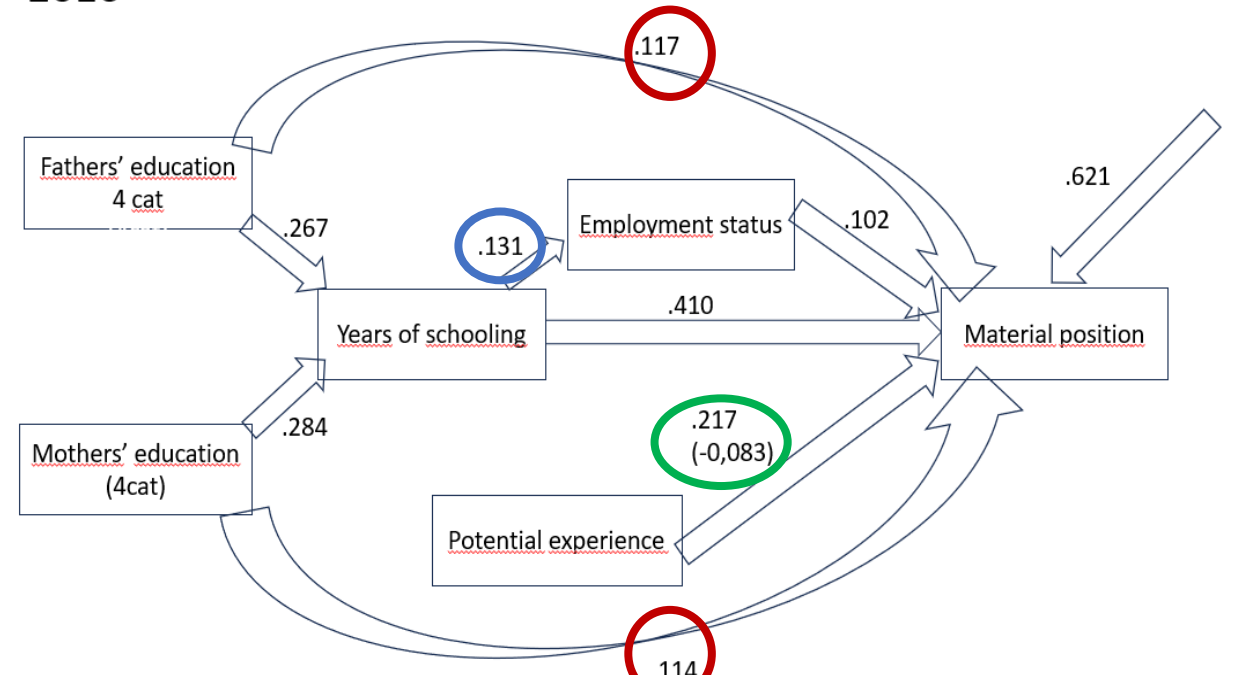 .117
Fathers' education
4 cat
.621
.267
.131
Employment status
.102
Years of schooling
.410
Material position
.284
.217
(-0,083)
Mothers' education
(4cat)
Potential experience
114